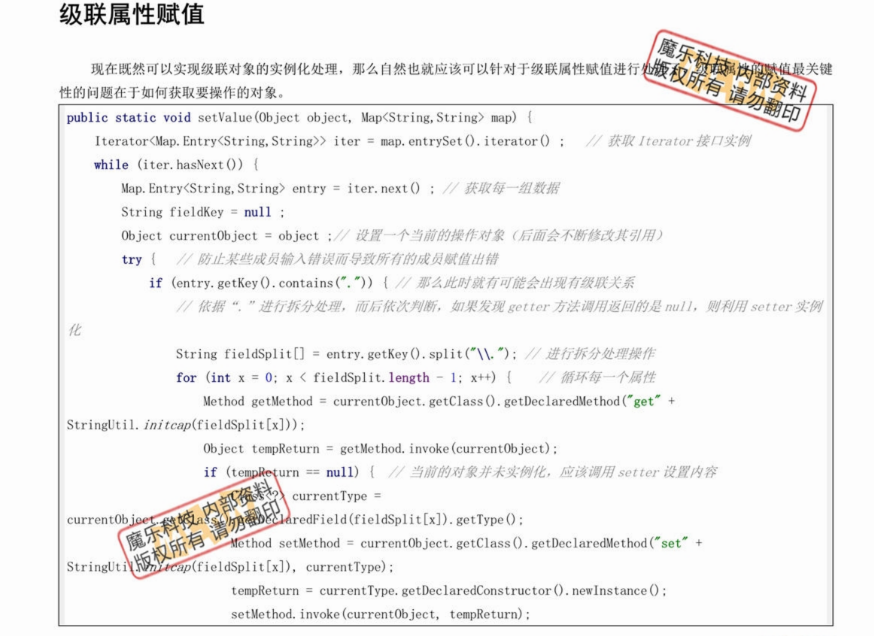 级联属性赋值
现在既然可以实现级联对象的实例化处理，那么自然也就应该可以针对于级联属性赋值进行处 的赋值最关键
性的问题在于如何获取要操作的对象。
魔乐科技 内部资料
版权所有 请勿翻印
public static void setValue(Object object, Map<String,String> map) {
Iterator<Map.Entry<String,String>> iter = map.entrySet().iterator() ; // 获取 Iterator 接口实例
while (iter.hasNext()) {
Map.Entry<String,String> entry = iter.next() ; // 获取每一组数据
String fieldKey = null ;
Object currentObject = object ;// 设置一个当前的操作对象（后面会不断修改其引用）
try { // 防止某些成员输入错误而导致所有的成员赋值出错
if (entry.getKey().contains(".")) { // 那么此时就有可能会出现有级联关系
// 依据“.”进行拆分处理，而后依次判断，如果发现 getter 方法调用返回的是 null，则利用 setter 实例
化
String fieldSplit[] = entry.getKey().split("\\."); // 进行拆分处理操作
for (int x = 0; x < fieldSplit.length - 1; x++) { // 循环每一个属性
Method getMethod = currentObject.getClass().getDeclaredMethod("get" +
StringUtil.initcap(fieldSplit[x]));
Object tempReturn = getMethod.invoke(currentObject);
if (tempReturn == null) { // 当前的对象并未实例化，应该调用 setter 设置内容
Class<?> currentType =
currentObject.getClass().getDeclaredField(fieldSplit[x]).getType();
Method setMethod = currentObject.getClass().getDeclaredMethod("set" +
StringUtil.initcap(fieldSplit[x]), currentType);
tempReturn = currentType.getDeclaredConstructor().newInstance();
setMethod.invoke(currentObject, tempReturn);
魔乐科技 内部资料
版权所有 请勿翻印